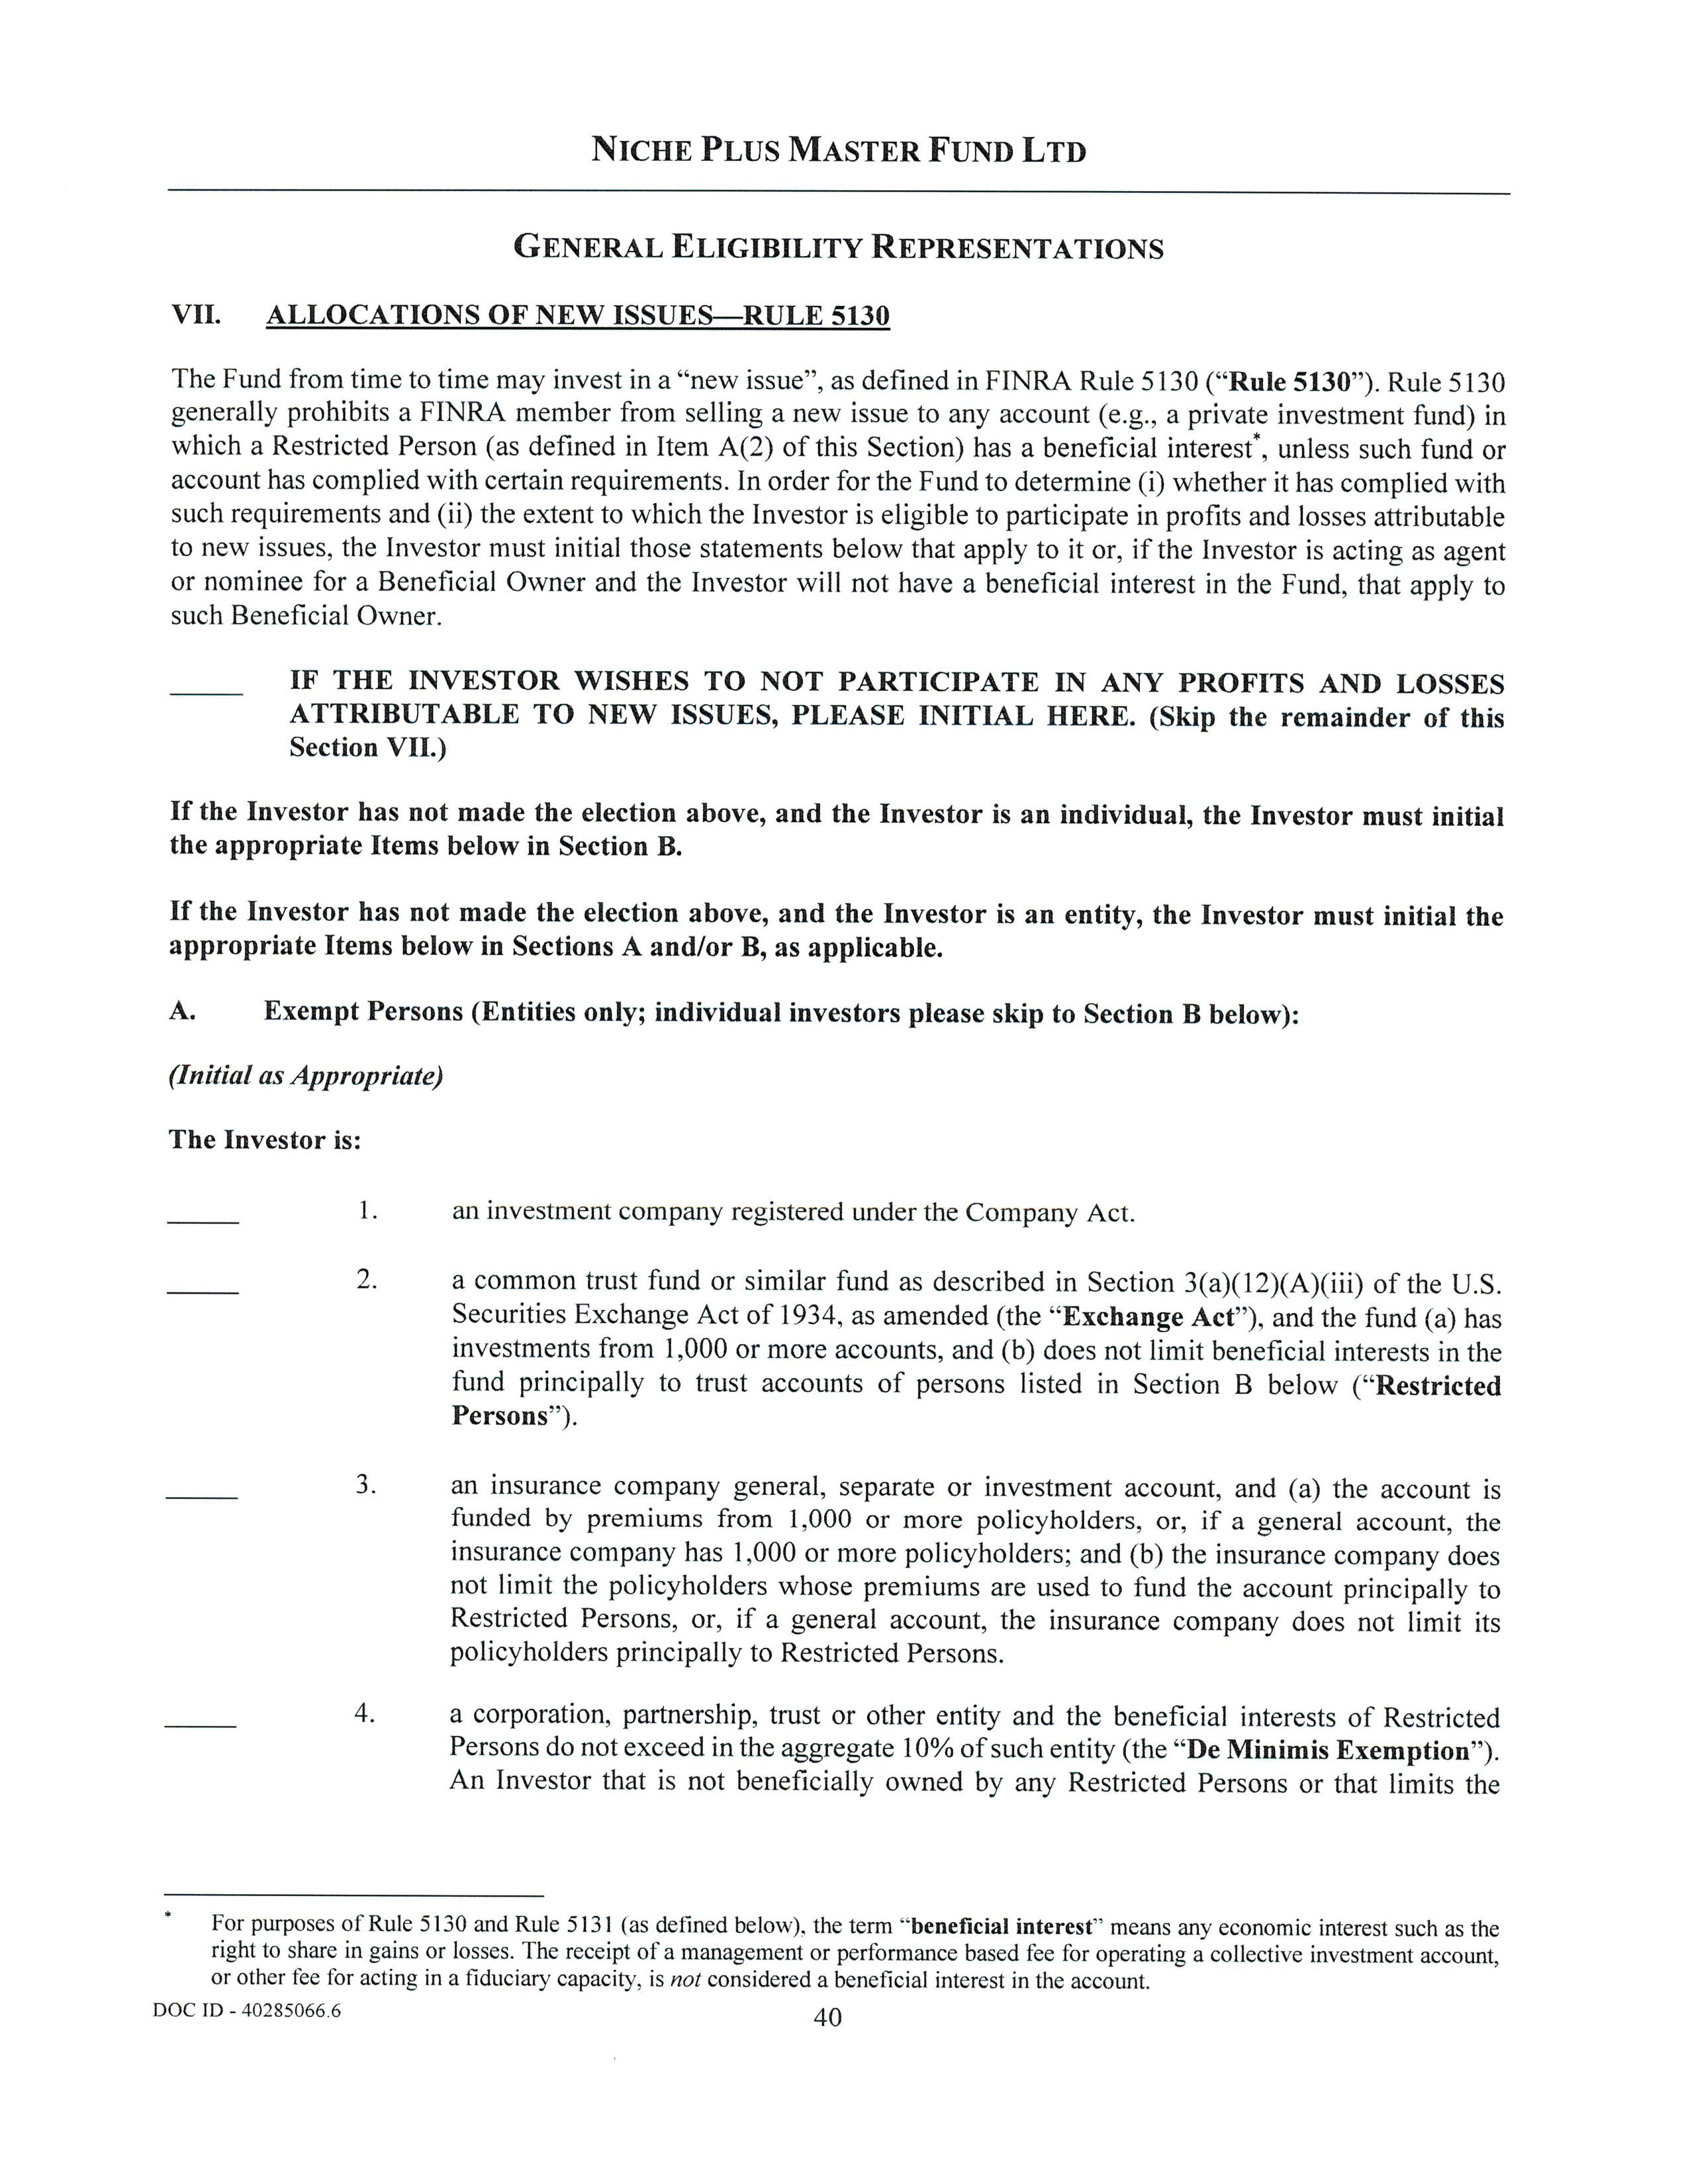 NICHE PLUS MASTER FUND LTD
GENERAL ELIGIBILITY REPRESENTATIONS
VII. ALLOCATIONS OF NEW ISSUES—RULE 5130
The Fund from time to time may invest in a “new issue”, as defined in FINRA Rule 5130 (“Rule 5130”). Rule 5130
generally prohibits a FINRA member from selling a new issue to any account (e.g., a private investment fund) in
which a Restricted Person (as defined in Item A(2) of this Section) has a beneficial interest*, unless such fund or
account has complied with certain requirements. In order for the Fund to determine (i) whether it has complied with
such requirements and (ii) the extent to which the Investor is eligible to participate in profits and losses attributable
to new issues, the Investor must initial those statements below that apply to it or, if the Investor is acting as agent
or nominee for a Beneficial Owner and the Investor will not have a beneficial interest in the Fund, that apply to
such Beneficial Owner.
IF THE INVESTOR WISHES TO NOT PARTICIPATE IN ANY PROFITS AND LOSSES
ATTRIBUTABLE TO NEW ISSUES, PLEASE INITIAL HERE. (Skip the remainder of this
Section VII.)
If the Investor has not made the election above, and the Investor is an individual, the Investor must initial
the appropriate Items below in Section B.
If the Investor has not made the election above, and the Investor is an entity, the Investor must initial the
appropriate Items below in Sections A and/or B, as applicable.
A. Exempt Persons (Entities only; individual investors please skip to Section B below):
(Initial as Appropriate)
The Investor is:
1. an investment company registered under the Company Act.
2. a common trust fund or similar fund as described in Section 3(a)(12)(A)(iii) of the U.S.
Securities Exchange Act of 1934, as amended (the “Exchange Act”), and the fund (a) has
investments from 1,000 or more accounts, and (b) does not limit beneficial interests in the
fund principally to trust accounts of persons listed in Section B below (“Restricted
Persons”).
3. an insurance company general, separate or investment account, and (a) the account is
funded by premiums from 1,000 or more policyholders, or, if a general account, the
insurance company has 1,000 or more policyholders; and (b) the insurance company does
not limit the policyholders whose premiums are used to fund the account principally to
Restricted Persons, or, if a general account, the insurance company does not limit its
policyholders principally to Restricted Persons.
4. a corporation, partnership, trust or other entity and the beneficial interests of Restricted
Persons do not exceed in the aggregate 10% of such entity (the “De Minimis Exemption”).
An Investor that is not beneficially owned by any Restricted Persons or that limits the
* For purposes of Rule 5130 and Rule 5131 (as defined below), the term “beneficial interest” means any economic interest such as the
right to share in gains or losses. The receipt of a management or performance based fee for operating a collective investment account,
or other fee for acting in a fiduciary capacity, is not considered a beneficial interest in the account.
DOC ID - 40285066.6
40